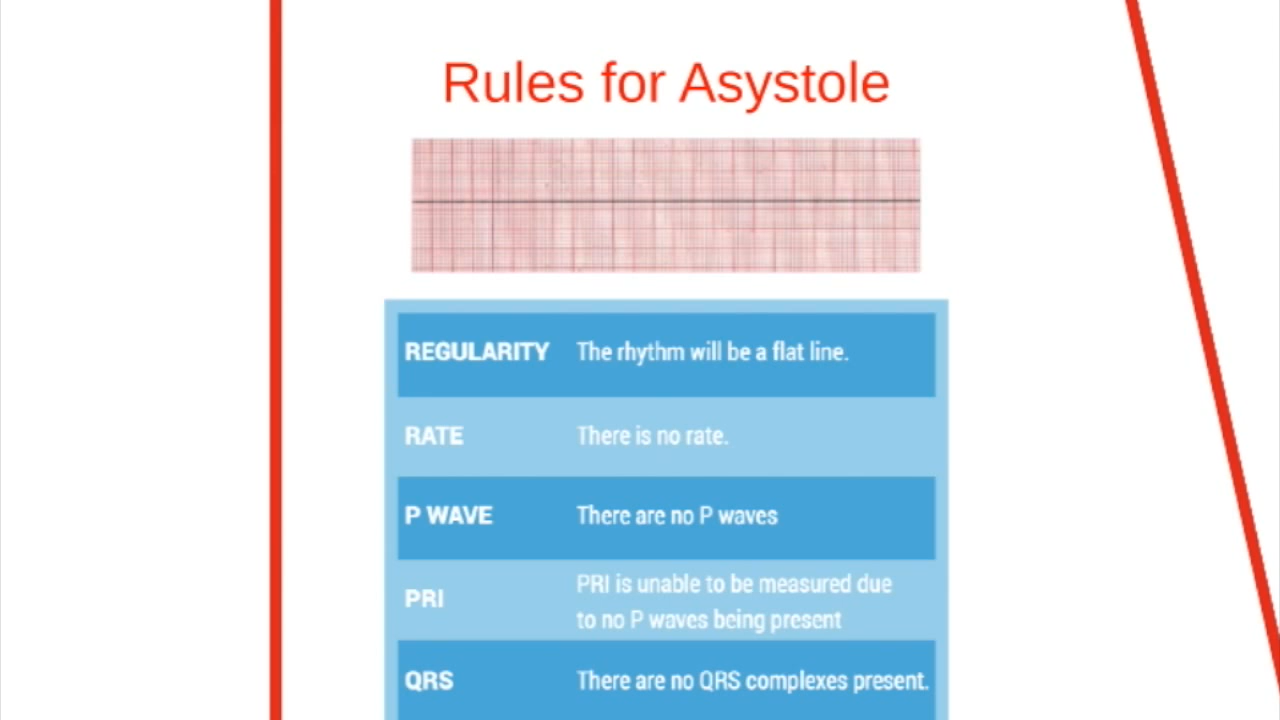 Rules for Asystole
REGULARITY The rhythm will be a flat line.
RATE There is no rate.
P WAVE There are no P waves
PRI PRI is unable to be measured due
to no P waves being present
QRS There are no QRS complexes present.